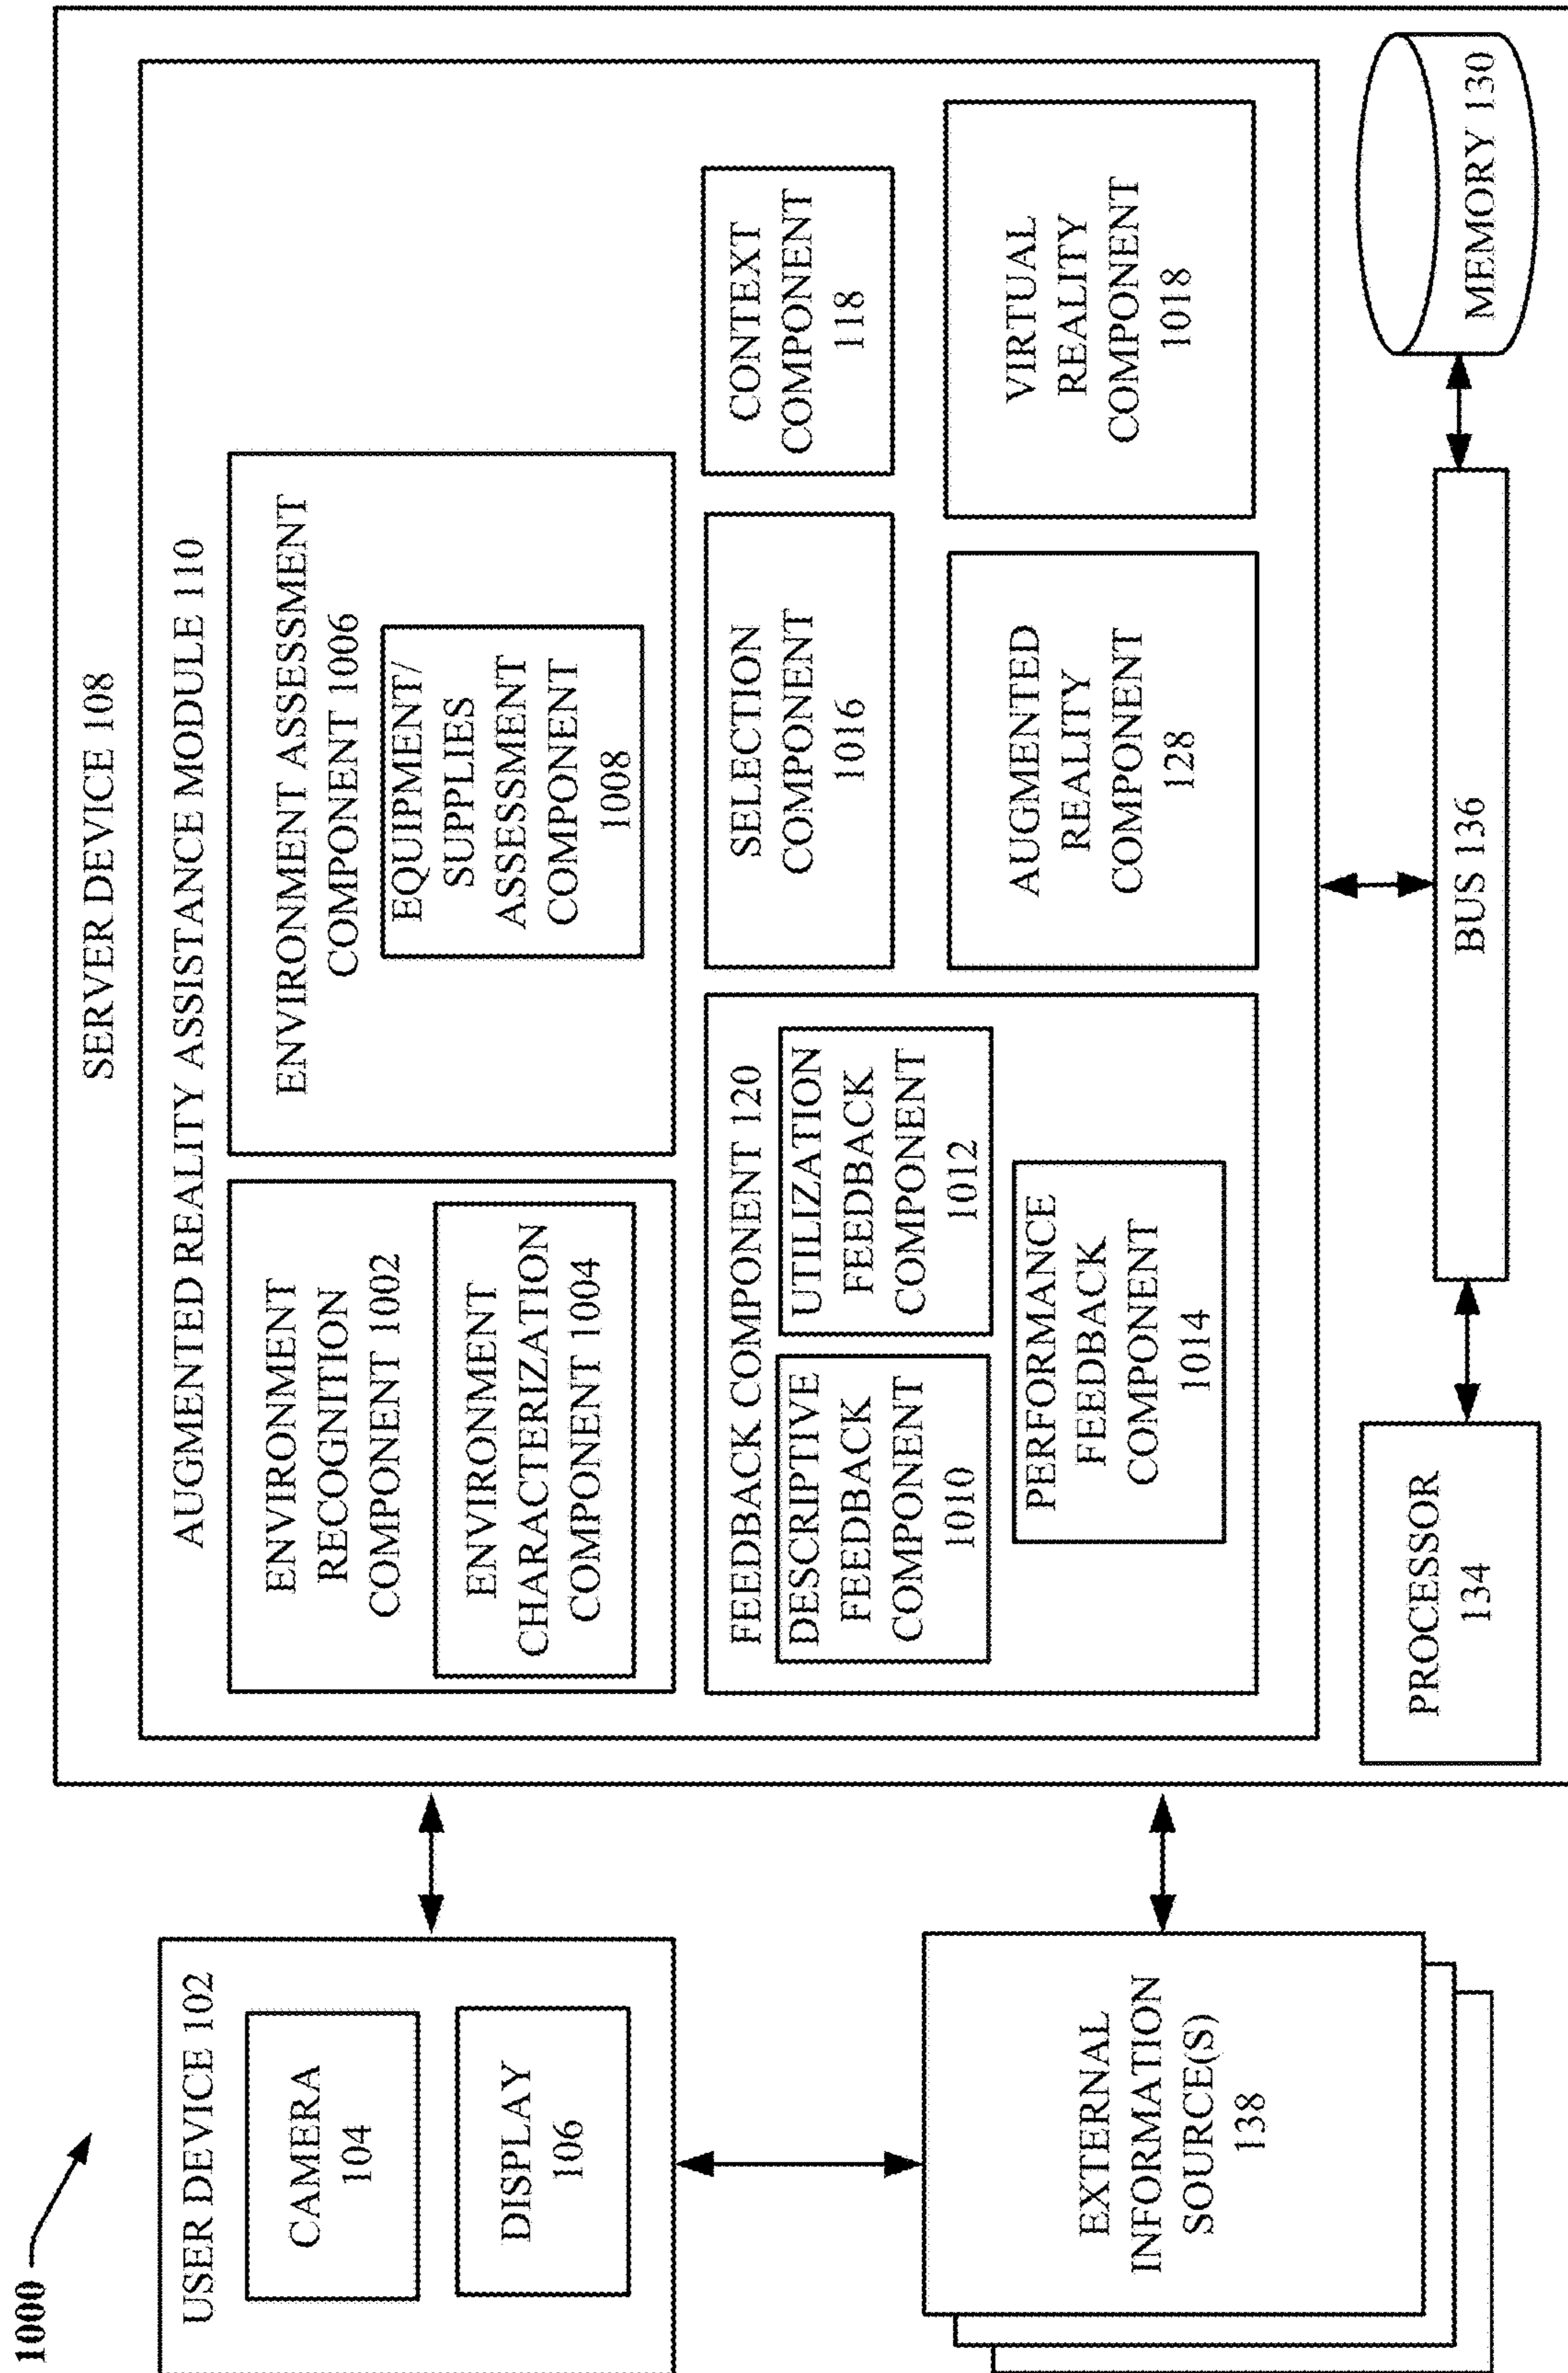 1000
USER DEVICE 102
CAMERA
104
DISPLAY
106
EXTERNAL
INFORMATION
SOURCE(S)
138
SERVER DEVICE 108
AUGMENTED REALITY ASSISTANCE MODULE 110
ENVIRONMENT
RECOGNITION
COMPONENT 1002
ENVIRONMENT
CHARACTERIZATION
COMPONENT 1004
ENVIRONMENT ASSESSMENT
COMPONENT 1006
EQUIPMENT/
SUPPLIES
ASSESSMENT
COMPONENT
1008
FEEDBACK COMPONENT 120
DESCRIPTIVE
FEEDBACK
COMPONENT
1010
UTILIZATION
FEEDBACK
COMPONENT
1012
PERFORMANCE
FEEDBACK
COMPONENT
1014
SELECTION
COMPONENT
1016
CONTEXT
COMPONENT
118
AUGMENTED
REALITY
COMPONENT
128
VIRTUAL
REALITY
COMPONENT
1018
PROCESSOR
134
BUS 136
MEMORY 130